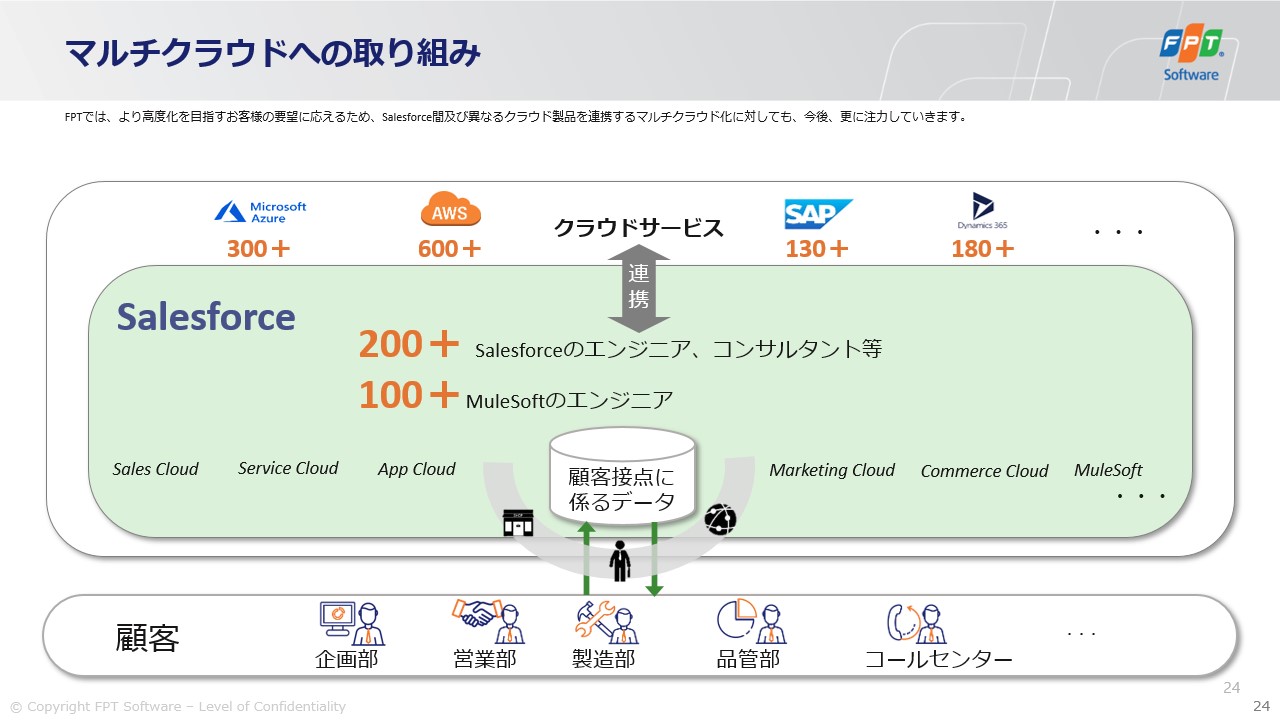 マルチクラウドへの取り組み
FPT
Software
FPTでは、より高度化を目指すお客様の要望に応えるため、Salesforce間及び異なるクラウド製品を連携するマルチクラウド化に対しても、今後、更に注力していきます。
Microsoft
Azure
300＋
AWS
600＋
クラウドサービス
SAP
130＋
Dynamics 365
180＋
・・・
連
携
Salesforce
200＋ Salesforceのエンジニア、コンサルタント等
100＋ MuleSoftのエンジニア
Sales Cloud
Service Cloud
App Cloud
顧客接点に
係るデータ
Marketing Cloud
Commerce Cloud
MuleSoft
・・・
顧客
企画部
営業部
製造部
品管部
コールセンター
・・・
24
© Copyright FPT Software – Level of Confidentiality
24